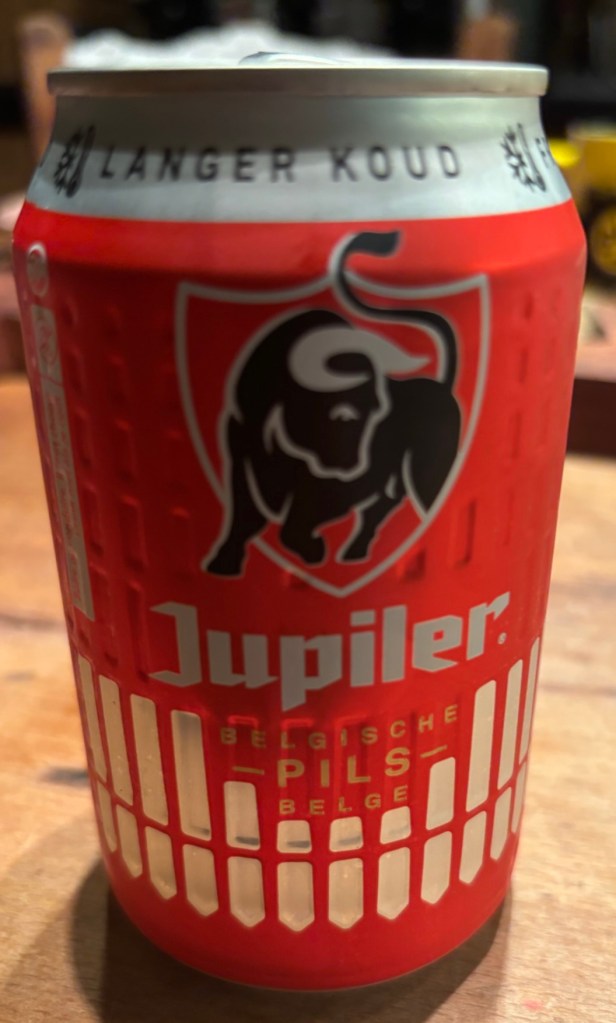 LANGER KOUD
Jupiler
BELGISCHE
PILS
BELGE